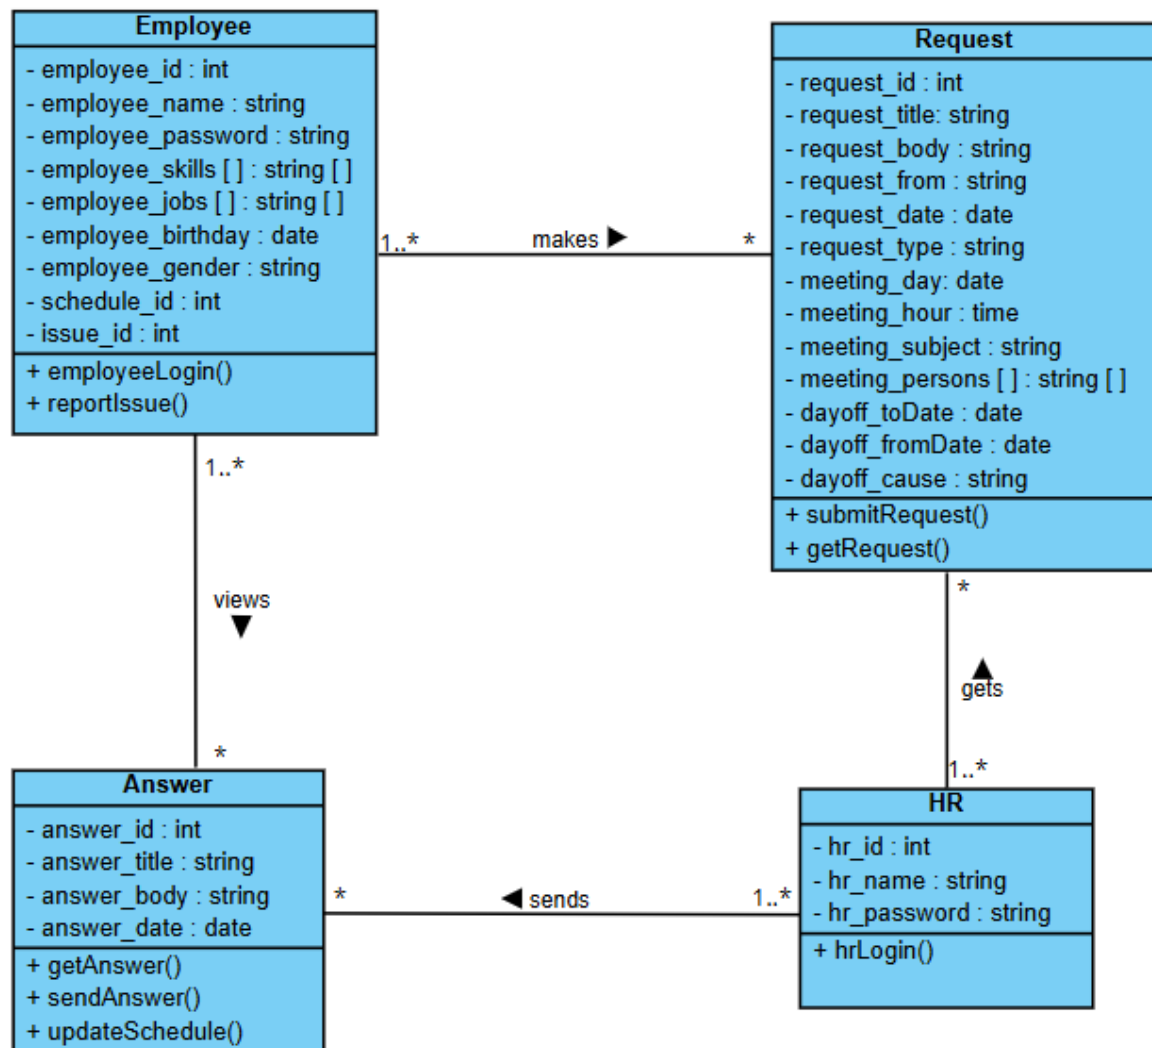 Employee
- employee_id : int
- employee_name : string
- employee_password : string
- employee_skills [ ] : string [ ]
- employee_jobs [ ] : string [ ]
- employee_birthday : date
- employee_gender : string
- schedule_id : int
- issue_id : int
+ employeeLogin()
+ reportIssue()
1..*
makes
*
Request
- request_id : int
- request_title: string
- request_body : string
- request_from : string
- request_date : date
- request_type : string
- meeting_day: date
- meeting_hour : time
- meeting_subject : string
- meeting_persons [ ] : string [ ]
- dayoff_toDate : date
- dayoff_fromDate : date
- dayoff_cause : string
+ submitRequest()
+ getRequest()
1..*
views
*
*
gets
1..*
Answer
- answer_id : int
- answer_title : string
- answer_body : string
- answer_date : date
+ getAnswer()
+ sendAnswer()
+ updateSchedule()
*
sends
1..*
HR
- hr_id : int
- hr_name : string
- hr_password : string
+ hrLogin()